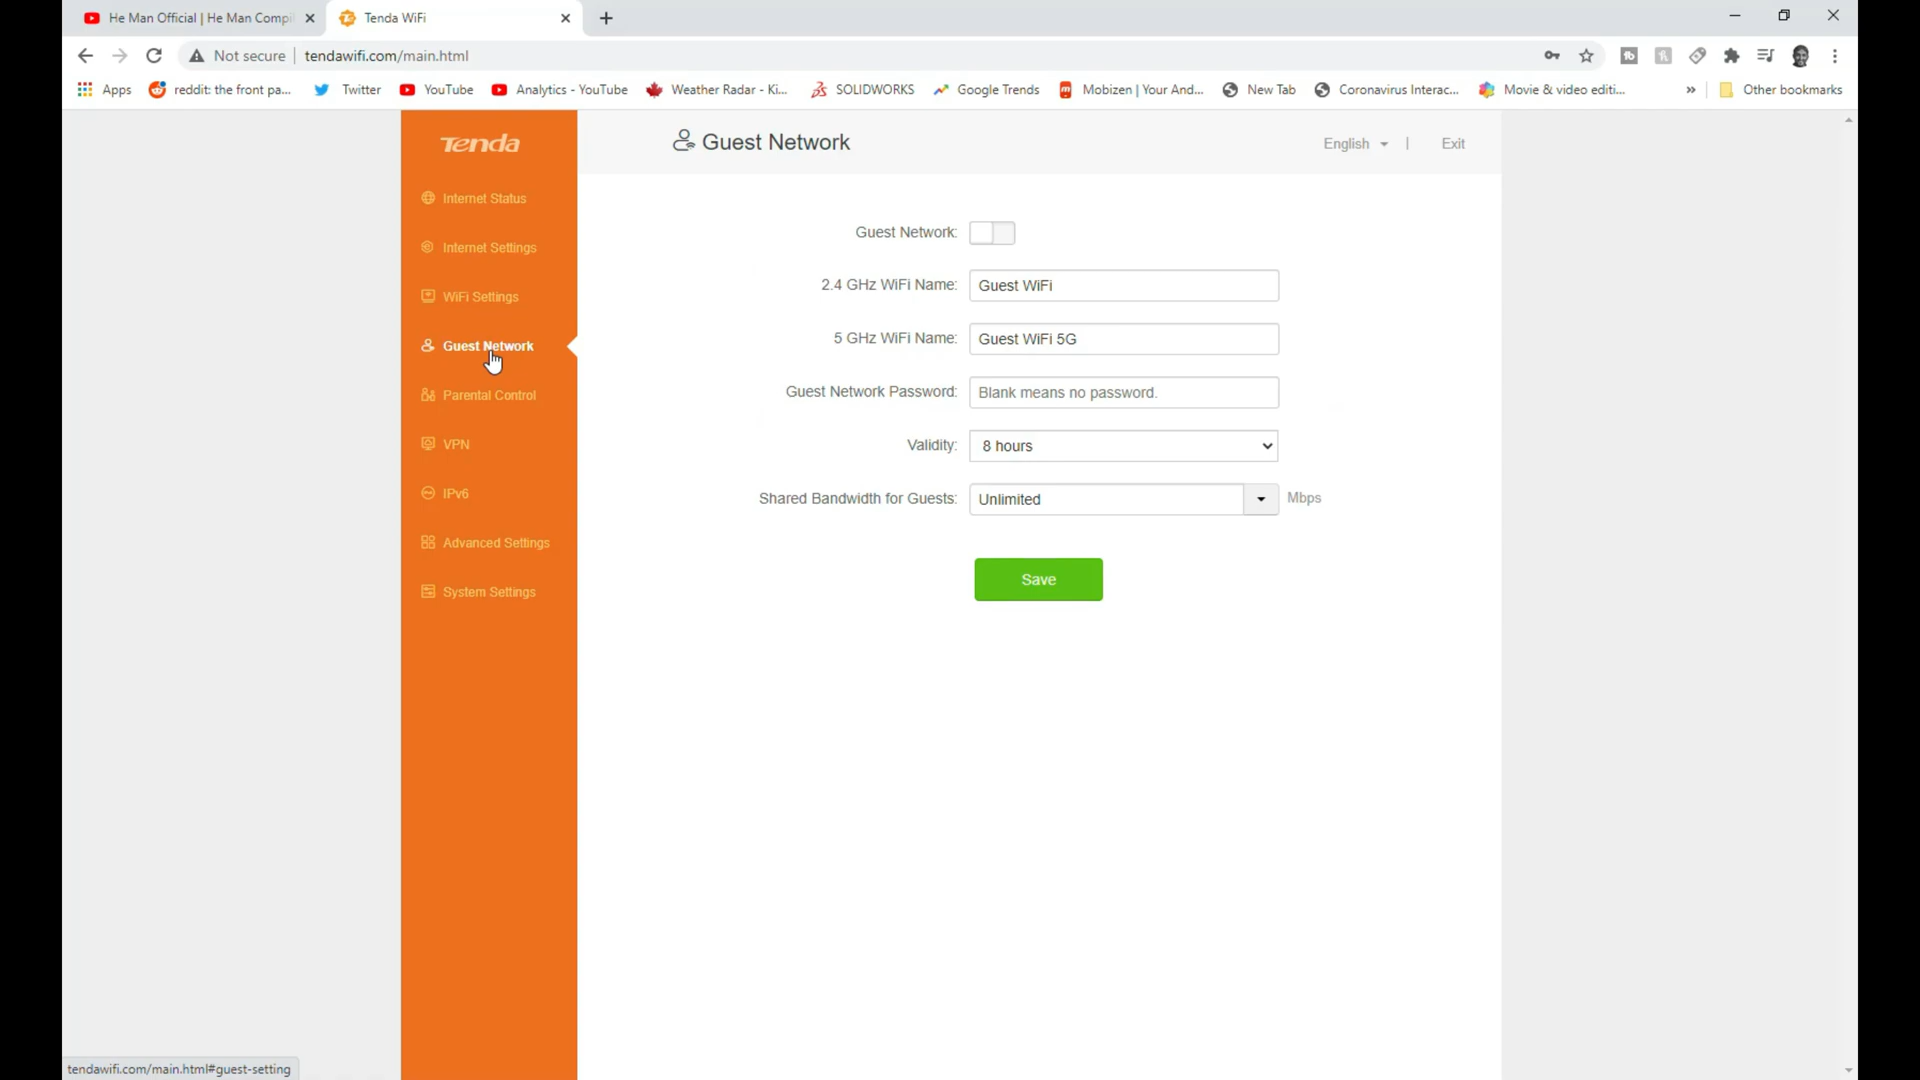 He Man Official | He Man Compi
Tenda WiFi
Not secure
tendawifi.com/main.html
Apps
reddit: the front pa...
Twitter
YouTube
Analytics - YouTube
Weather Radar - Ki...
SOLIDWORKS
Google Trends
Mobizen | Your And...
New Tab
Coronavirus Interac...
Movie & video editi...
»
Other bookmarks
Tenda
Guest Network
English
|
Exit
Internet Status
Internet Settings
WiFi Settings
Guest Network
Parental Control
VPN
IPv6
Advanced Settings
System Settings
Guest Network:
2.4 GHz WiFi Name: Guest WiFi
5 GHz WiFi Name: Guest WiFi 5G
Guest Network Password: Blank means no password.
Validity: 8 hours
Shared Bandwidth for Guests: Unlimited Mbps
Save
tendawifi.com/main.html#guest-setting